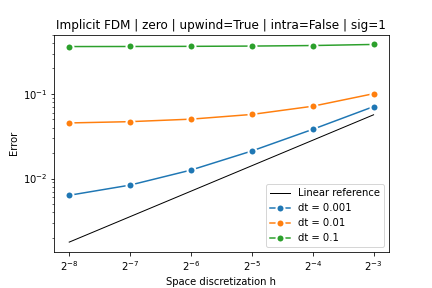 Implicit FDM | zero | upwind=True | intra=False | sig=1
Error
10⁻¹
10⁻²
Linear reference
dt = 0.001
dt = 0.01
dt = 0.1
2⁻⁸ 2⁻⁷ 2⁻⁶ 2⁻⁵ 2⁻⁴ 2⁻³
Space discretization h